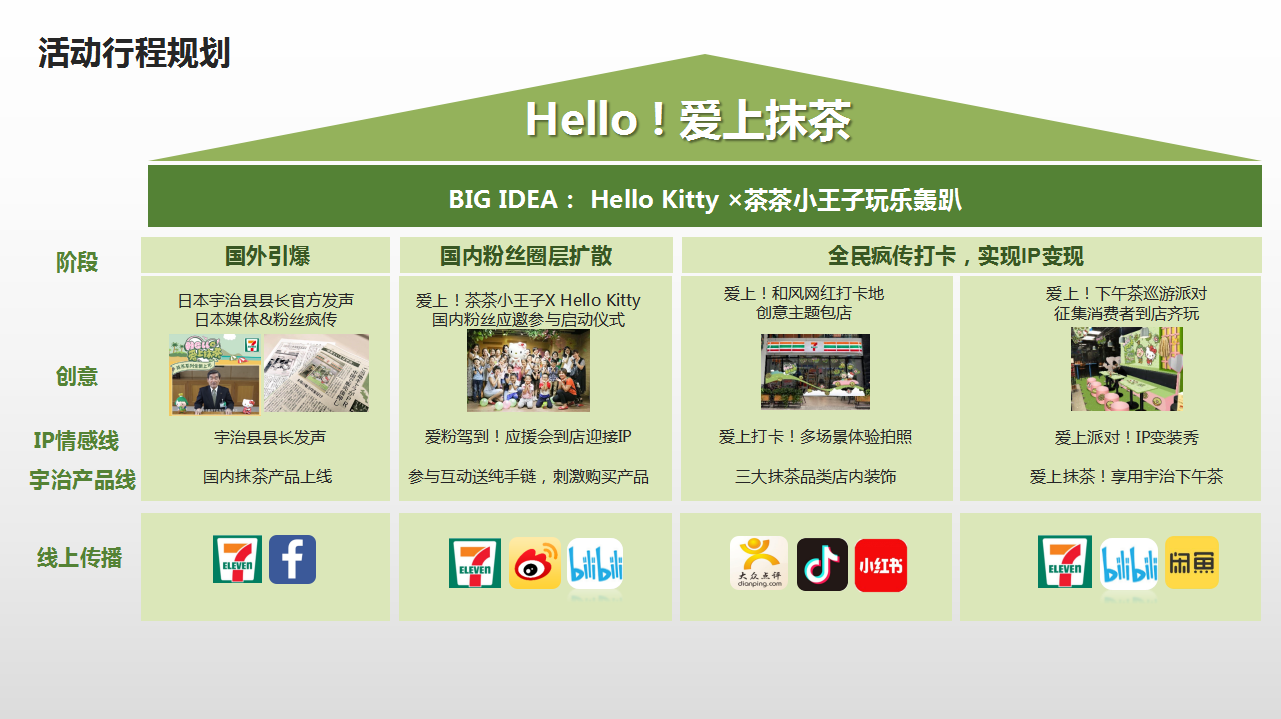 活动行程规划
Hello！爱上抹茶
BIG IDEA： Hello Kitty ×茶茶小王子玩乐轰趴
阶段
国外引爆
国内粉丝圈层扩散
全民疯传打卡，实现IP变现
创意
日本宇治县县长官方发声
日本媒体&粉丝疯传
爱上！茶茶小王子X Hello Kitty
国内粉丝应邀参与启动仪式
爱上！和风网红打卡地
创意主题包店
爱上！下午茶巡游派对
征集消费者到店齐玩
IP情感线
宇治县县长发声
爱粉驾到！应援会到店迎接IP
爱上打卡！多场景体验拍照
爱上派对！IP变装秀
宇治产品线
国内抹茶产品上线
参与互动送纯手链，刺激购买产品
三大抹茶品类店内装饰
爱上抹茶！享用宇治下午茶
线上传播
7 ELEVEN
f
7 ELEVEN
bilibili
大众点评
dianping.com
小红书
7 ELEVEN
bilibili
闲鱼